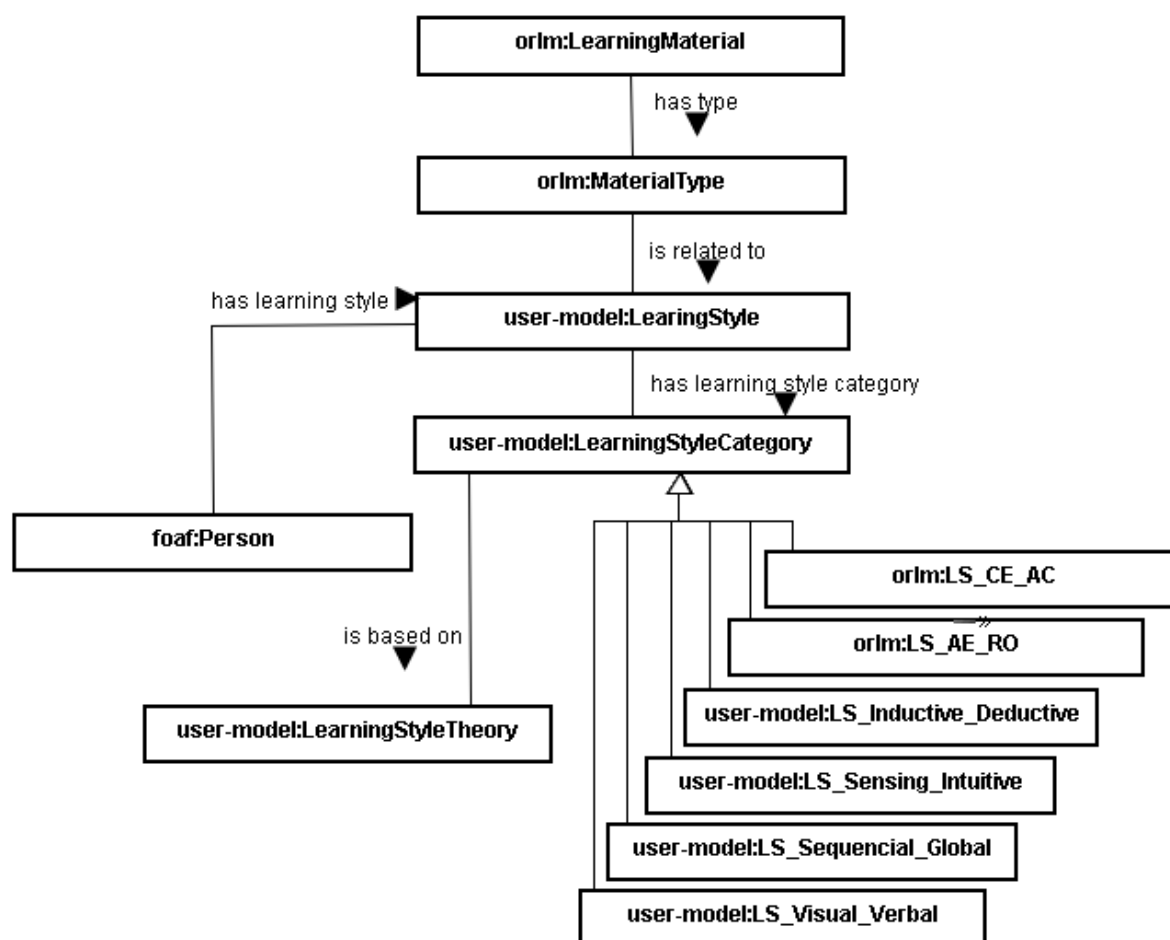 orlm:LearningMaterial
has type
orlm:MaterialType
is related to
has learning style
user-model:LearingStyle
has learning style category
user-model:LearningStyleCategory
foaf:Person
orlm:LS_CE_AC
orlm:LS_AE_RO
is based on
user-model:LearningStyleTheory
user-model:LS_Inductive_Deductive
user-model:LS_Sensing_Intuitive
user-model:LS_Sequencial_Global
user-model:LS_Visual_Verbal